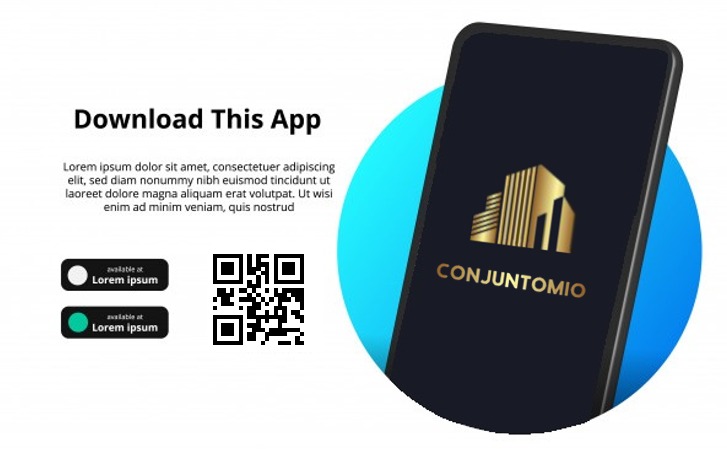 Download This App
Lorem ipsum dolor sit amet, consectetuer adipiscing
elit, sed diam nonummy nibh euismod tincidunt ut
laoreet dolore magna aliquam erat volutpat. Ut wisi
enim ad minim veniam, quis nostrud
available at
Lorem ipsum
available at
Lorem ipsum
CONJUNTOMIO